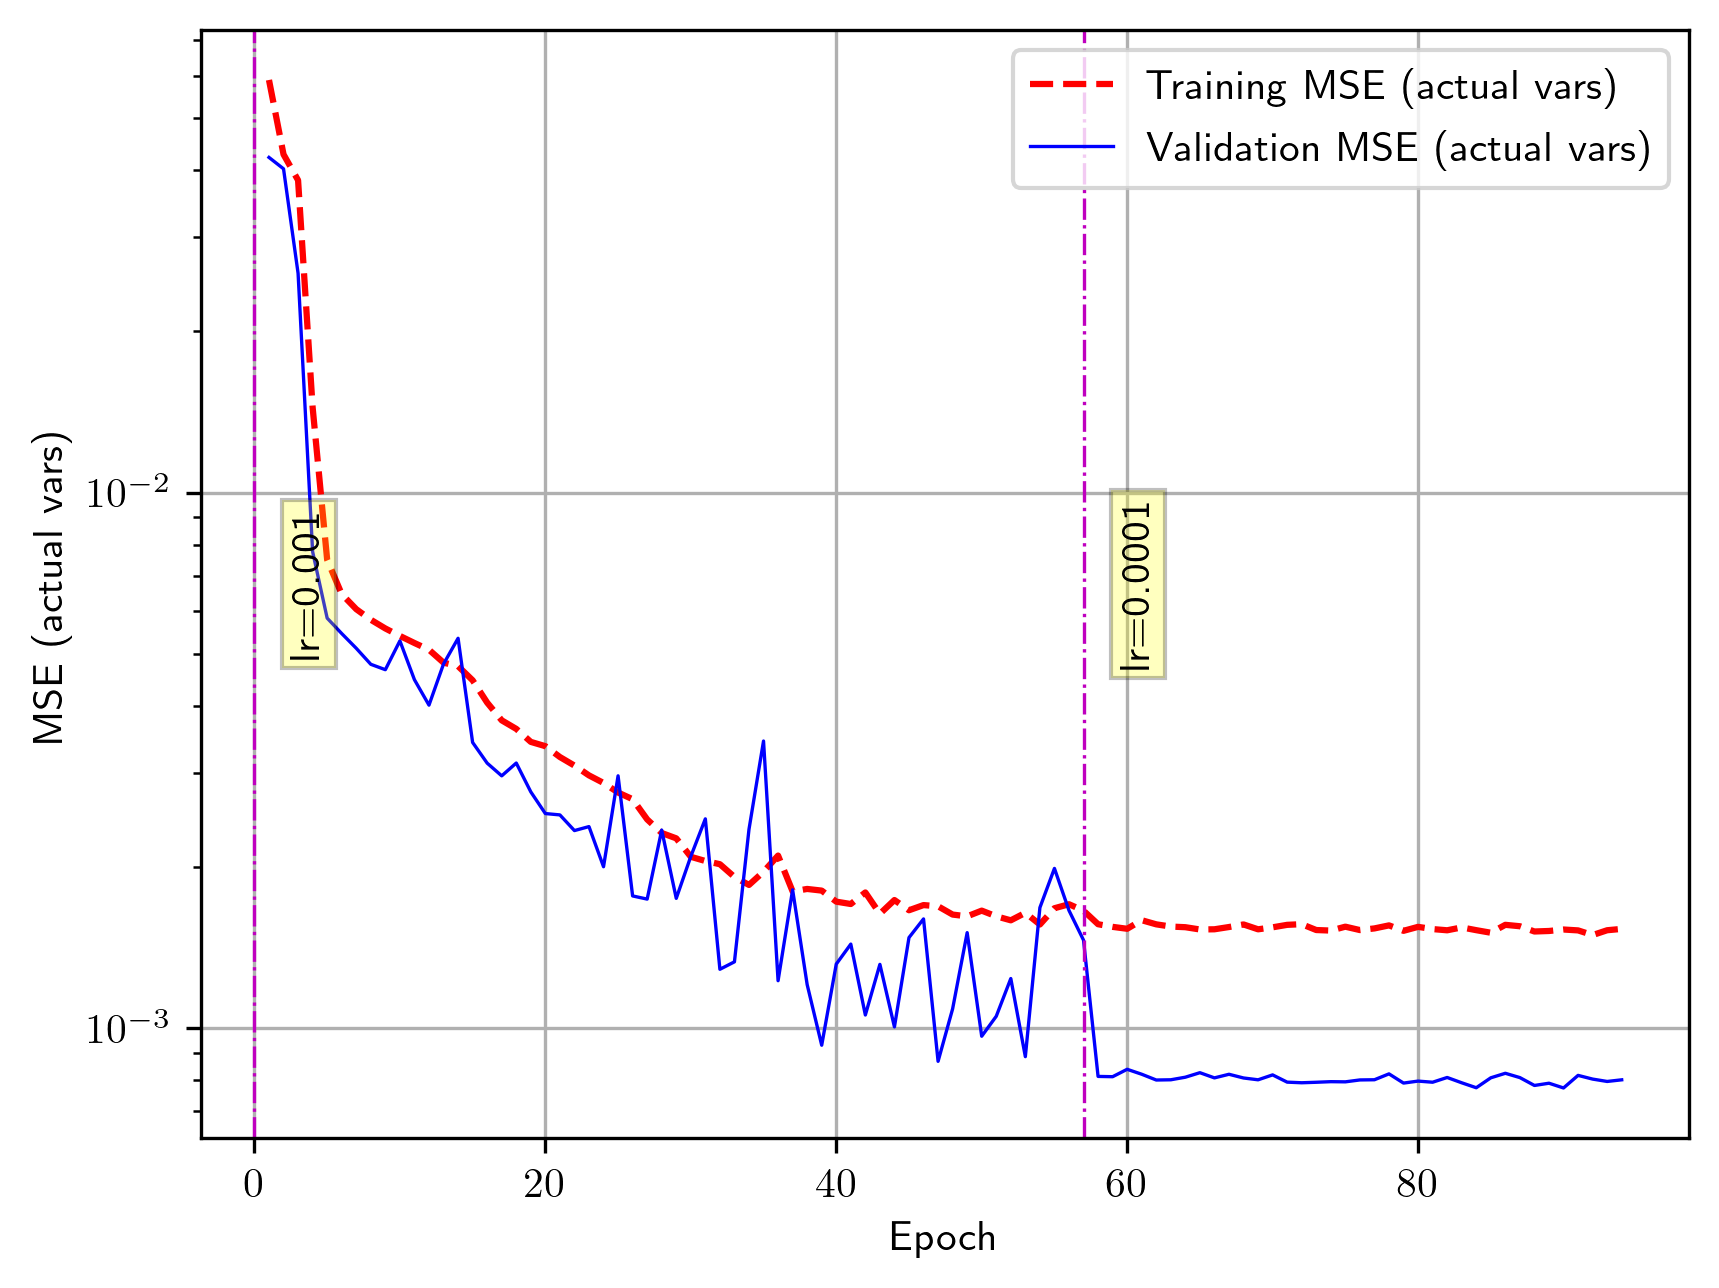 Training MSE (actual vars)
Validation MSE (actual vars)
MSE (actual vars)
10⁻²
10⁻³
lr=0.001
lr=0.0001
0 20 40 60 80
Epoch